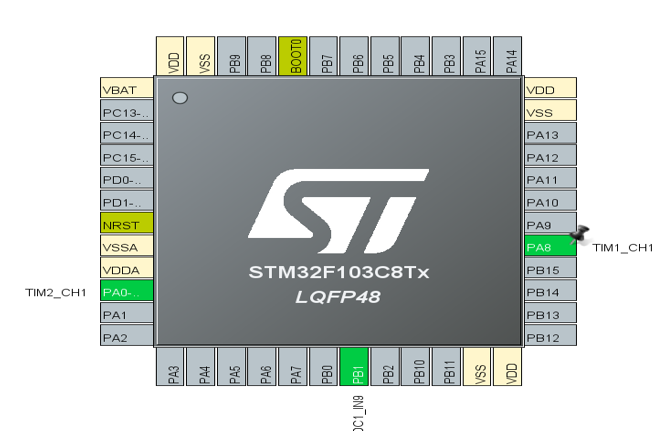 VDD VSS PB9 PB8 BOOT0 PB7 PB6 PB5 PB4 PB3 PA15 PA14
VBAT
PC13-..
PC14-..
PC15-..
PD0-..
PD1-..
NRST
VSSA
VDDA
TIM2_CH1 PA0-..
PA1
PA2
STM32F103C8Tx
LQFP48
VDD
VSS
PA13
PA12
PA11
PA10
PA9
PA8 TIM1_CH1
PB15
PB14
PB13
PB12
PA3 PA4 PA5 PA6 PA7 PB0 PB1 PB2 PB10 PB11 VSS VDD
DC1_IN9